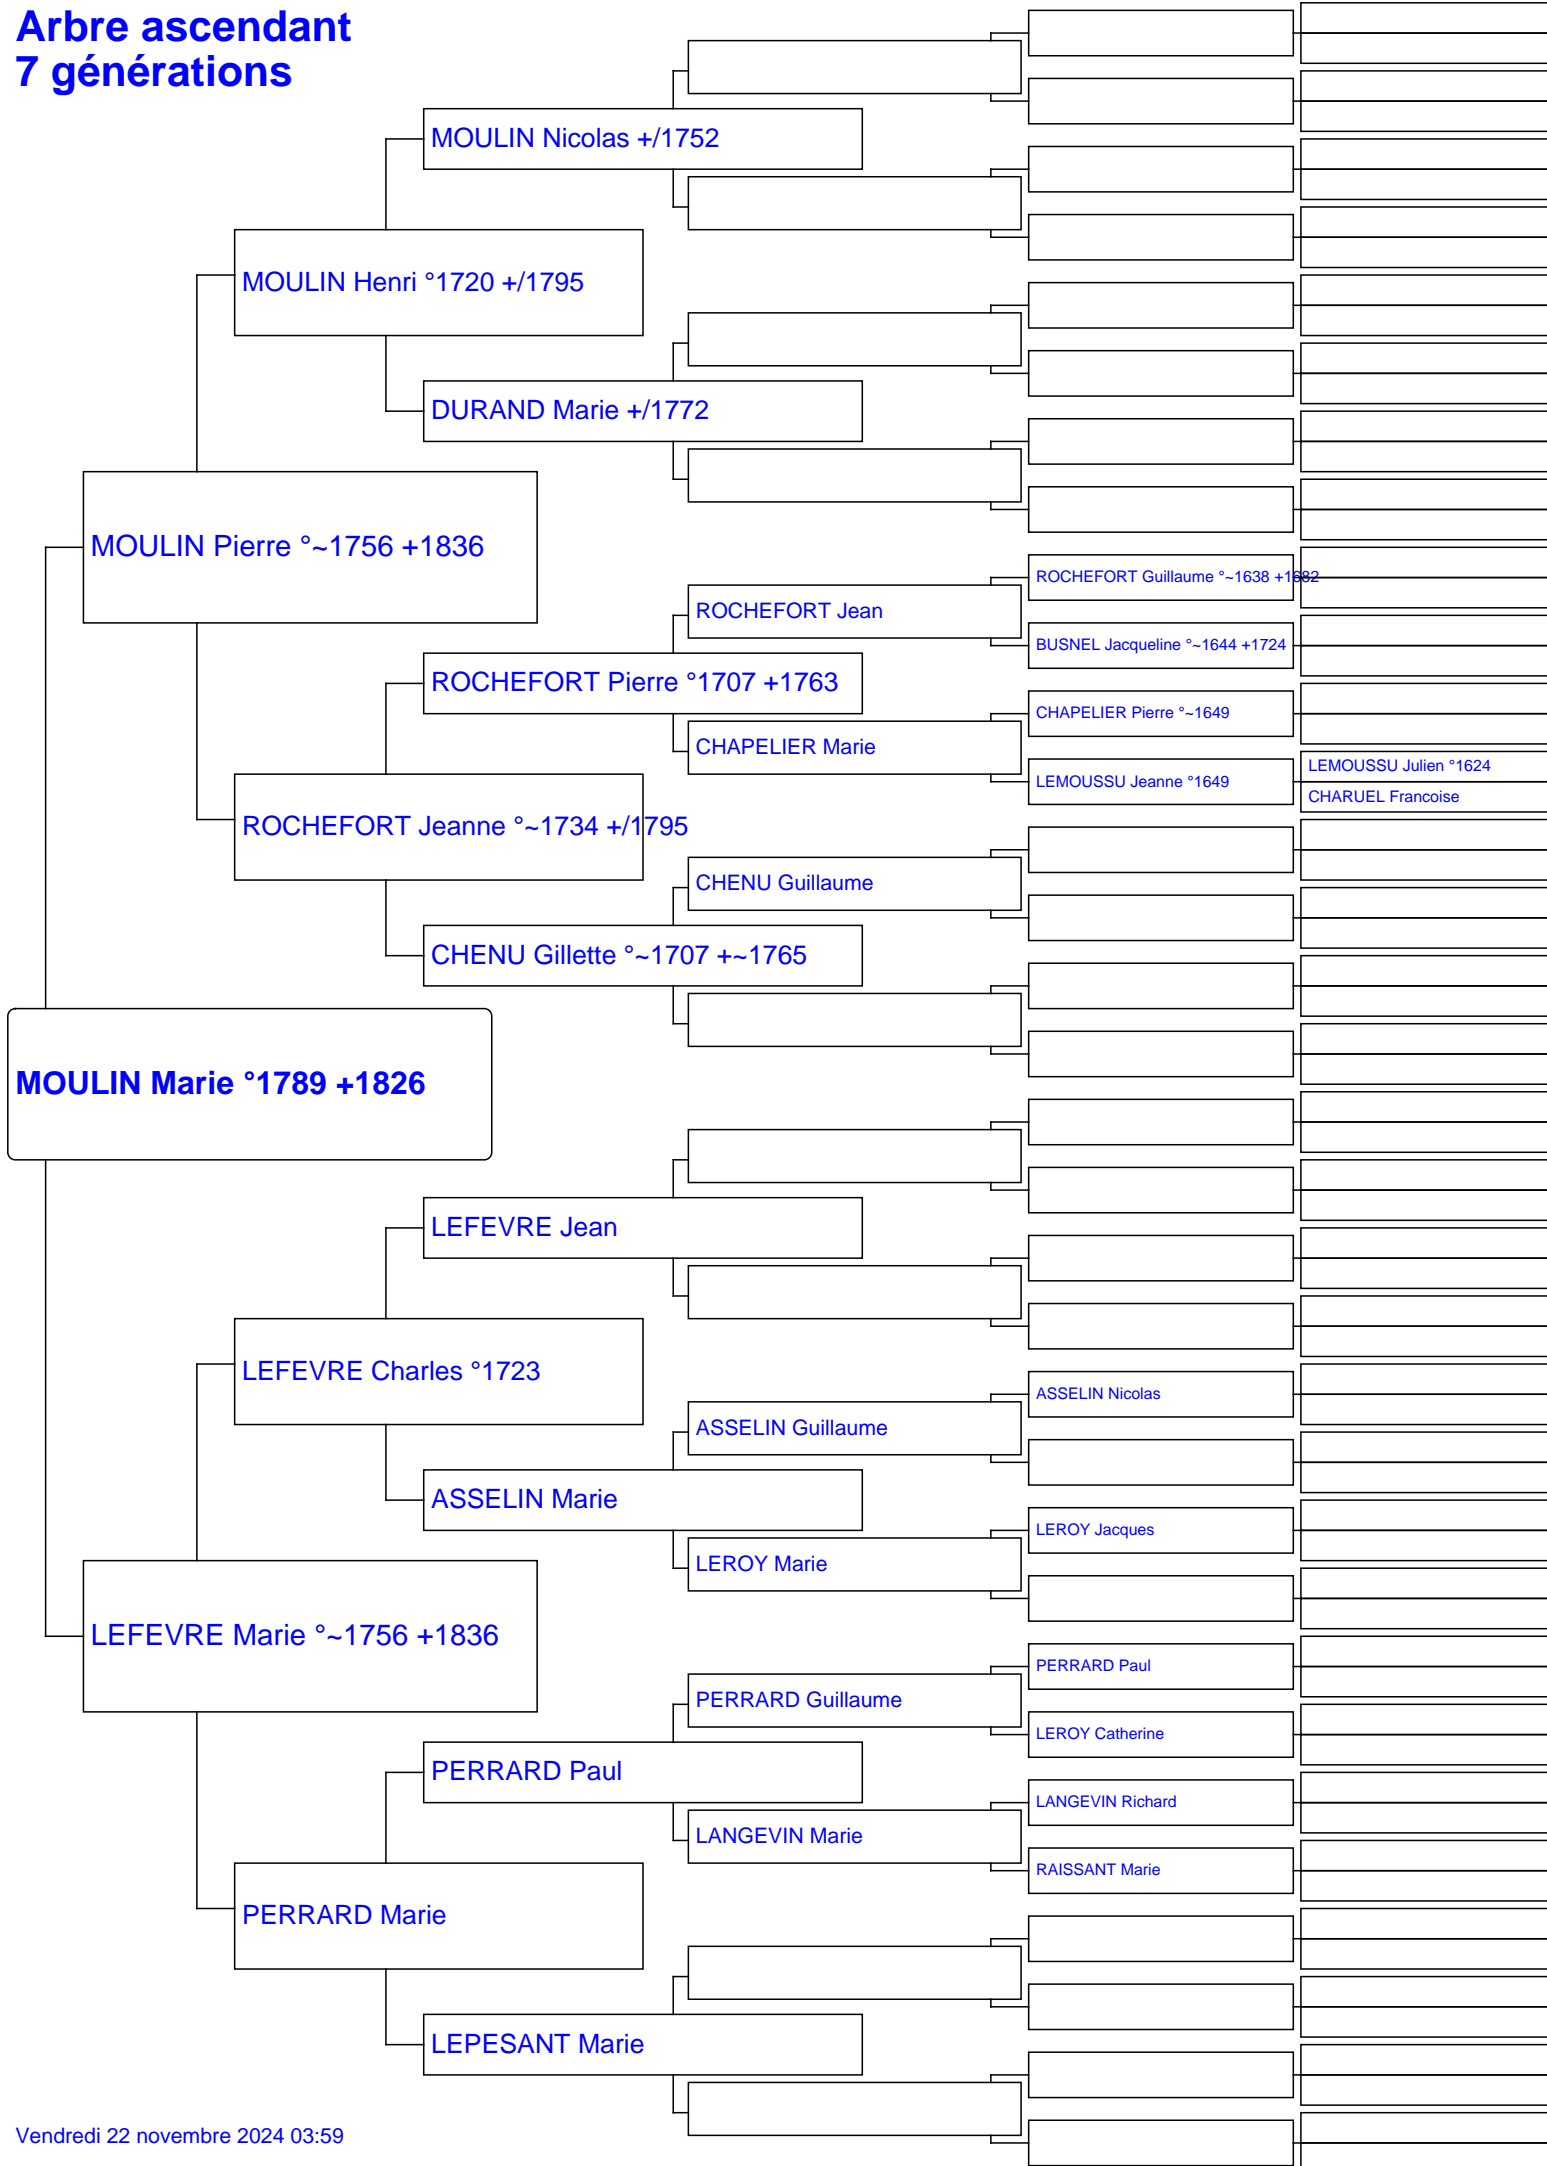 Arbre ascendant
7 générations
MOULIN Nicolas +/1752
MOULIN Henri °1720 +/1795
DURAND Marie +/1772
MOULIN Pierre °~1756 +1836
ROCHEFORT Guillaume °~1638 +1682
ROCHEFORT Jean
BUSNEL Jacqueline °~1644 +1724
ROCHEFORT Pierre °1707 +1763
CHAPELIER Pierre °~1649
CHAPELIER Marie
LEMOUSSU Julien °1624
LEMOUSSU Jeanne °1649
CHARUEL Francoise
ROCHEFORT Jeanne °~1734 +/1795
CHENU Guillaume
CHENU Gillette °~1707 +~1765
MOULIN Marie °1789 +1826
LEFEVRE Jean
LEFEVRE Charles °1723
ASSELIN Nicolas
ASSELIN Guillaume
ASSELIN Marie
LEROY Jacques
LEROY Marie
LEFEVRE Marie °~1756 +1836
PERRARD Paul
PERRARD Guillaume
LEROY Catherine
PERRARD Paul
LANGEVIN Richard
LANGEVIN Marie
RAISSANT Marie
PERRARD Marie
LEPESANT Marie
Vendredi 22 novembre 2024 03:59